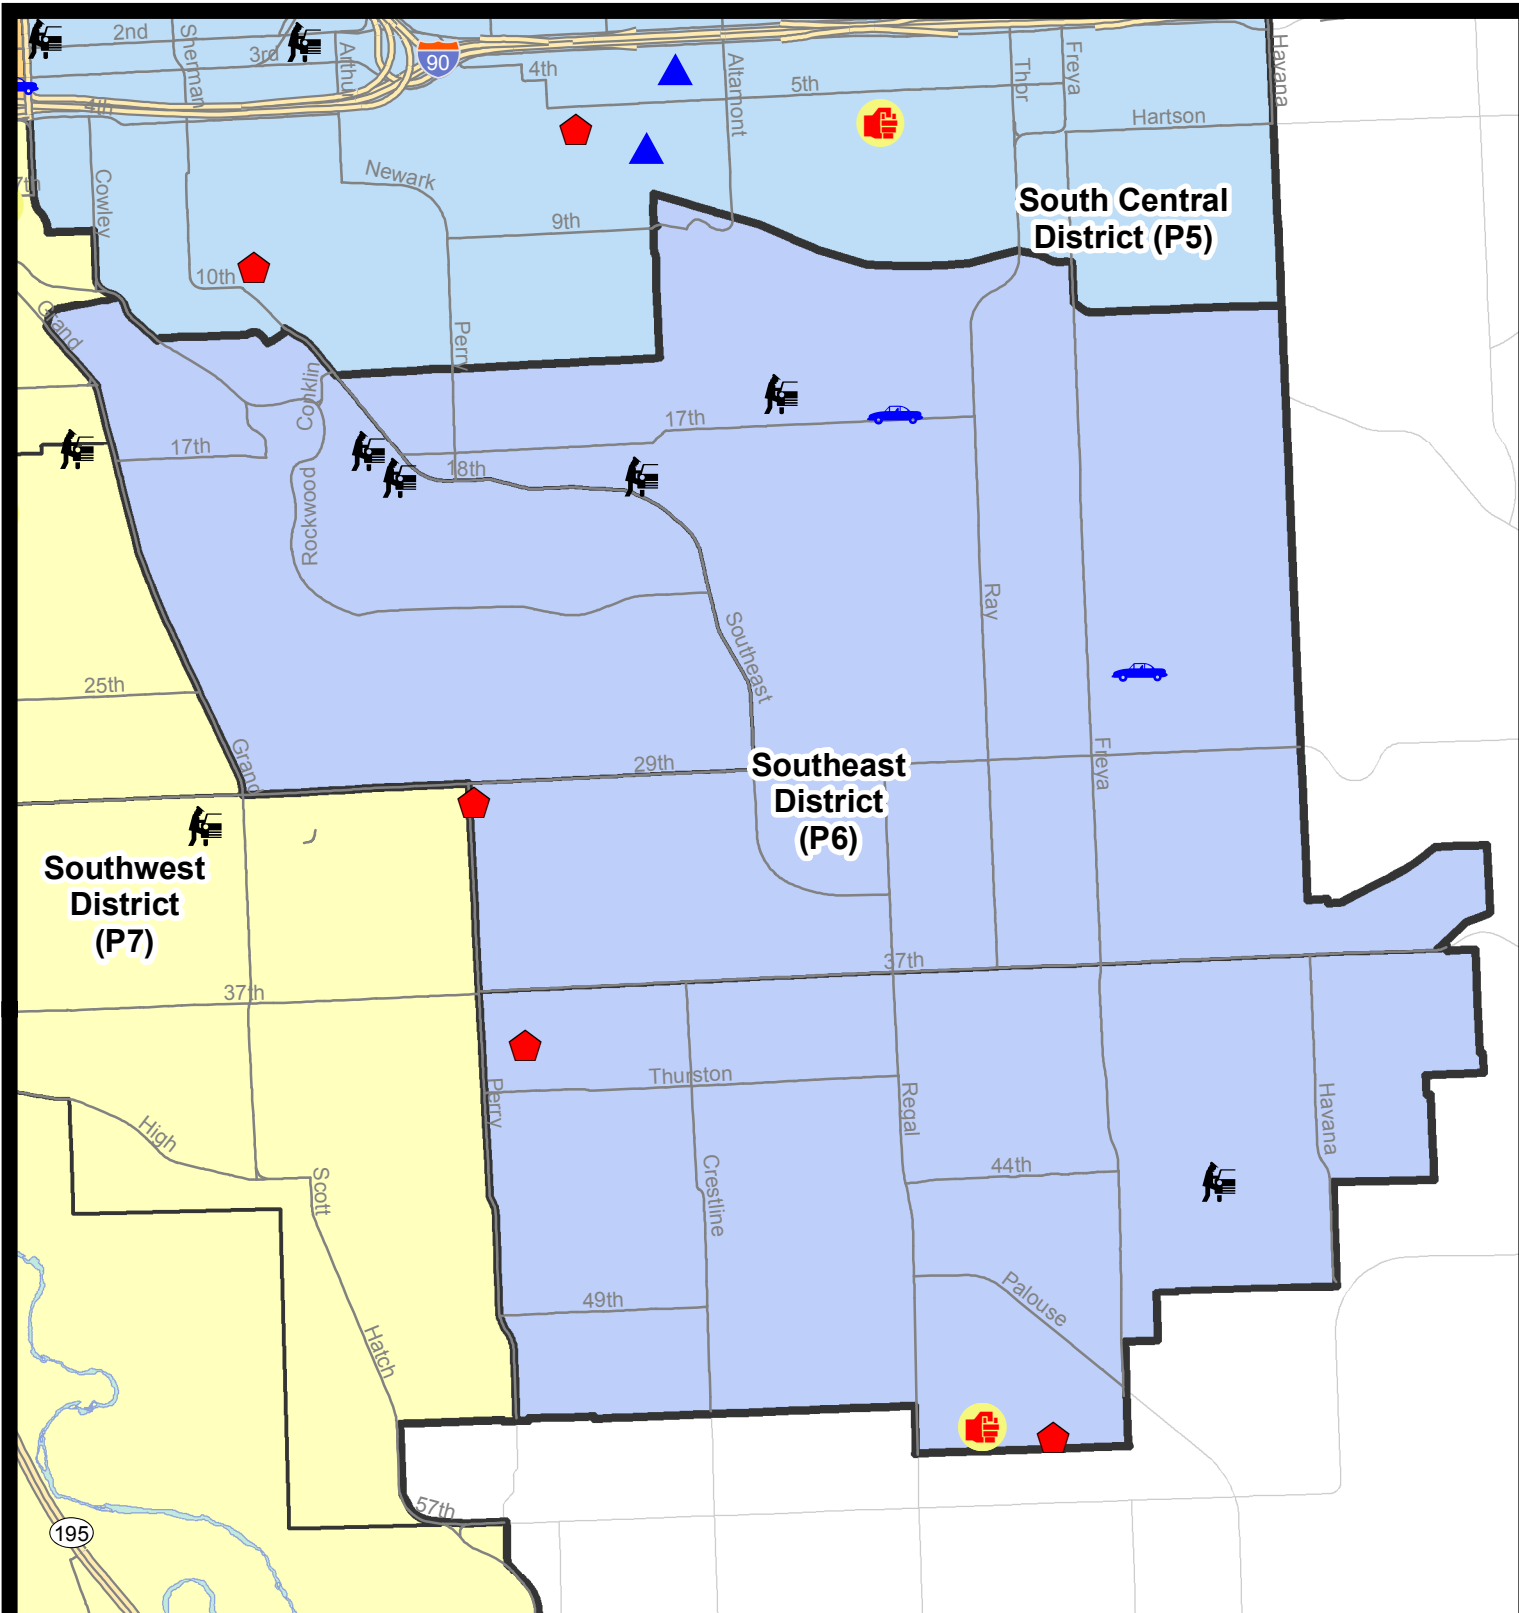 2nd
Sherman
3rd
Arthur
90
4th
Altamont
5th
Thor
Freya
Havana
Hartson
4th
7th
Cowley
Newark
9th
South Central
District (P5)
10th
Grand
Perry
Conklin
17th
17th
18th
Rockwood
Ray
Southeast
25th
Grand
29th
Freya
Southeast
District
(P6)
Southwest
District
(P7)
37th
37th
Thurston
Perry
Regal
Havana
High
Scott
Crestline
44th
49th
Palouse
Hatch
57th
195